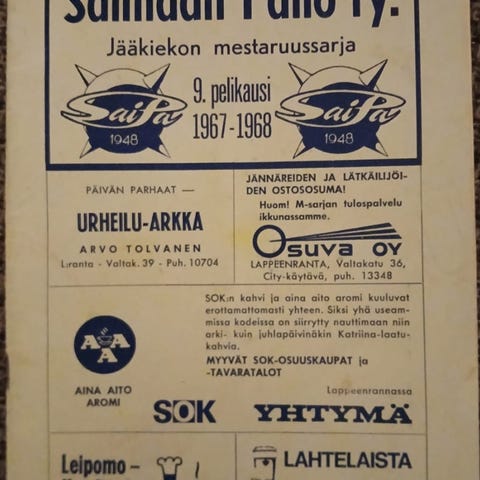 Saimaan Pallo ry.
Jääkiekon mestaruussarja
SaiPa
1948
9. pelikausi
1967-1968
SaiPa
1948
PÄIVÄN PARHAAT —
URHEILU-ARKKA
ARVO TOLVANEN
L:ranta - Valtak. 39 - Puh. 10704
JÄNNÄREIDEN JA LÄTKÄILIJÖI-
DEN OSTOSOSUMA!
Huom! M-sarjan tulospalvelu
ikkunassamme.
Osuva OY
LAPPEENRANTA, Valtakatu 36,
City-käytävä, puh. 13348
AAA
AINA AITO
AROMI
SOK:n kahvi ja aina aito aromi kuuluvat
erottamattomasti yhteen. Siksi yhä useam-
missa kodeissa on siirrytty nauttimaan niin
arki- kuin juhlapäivinäkin Katriina-laatu-
kahvia.
MYYVÄT SOK-OSUUSKAUPAT ja
-TAVARATALOT
Lappeenrannassa
SOK YHTYMÄ
Leipomo –
LAHTELAISTA